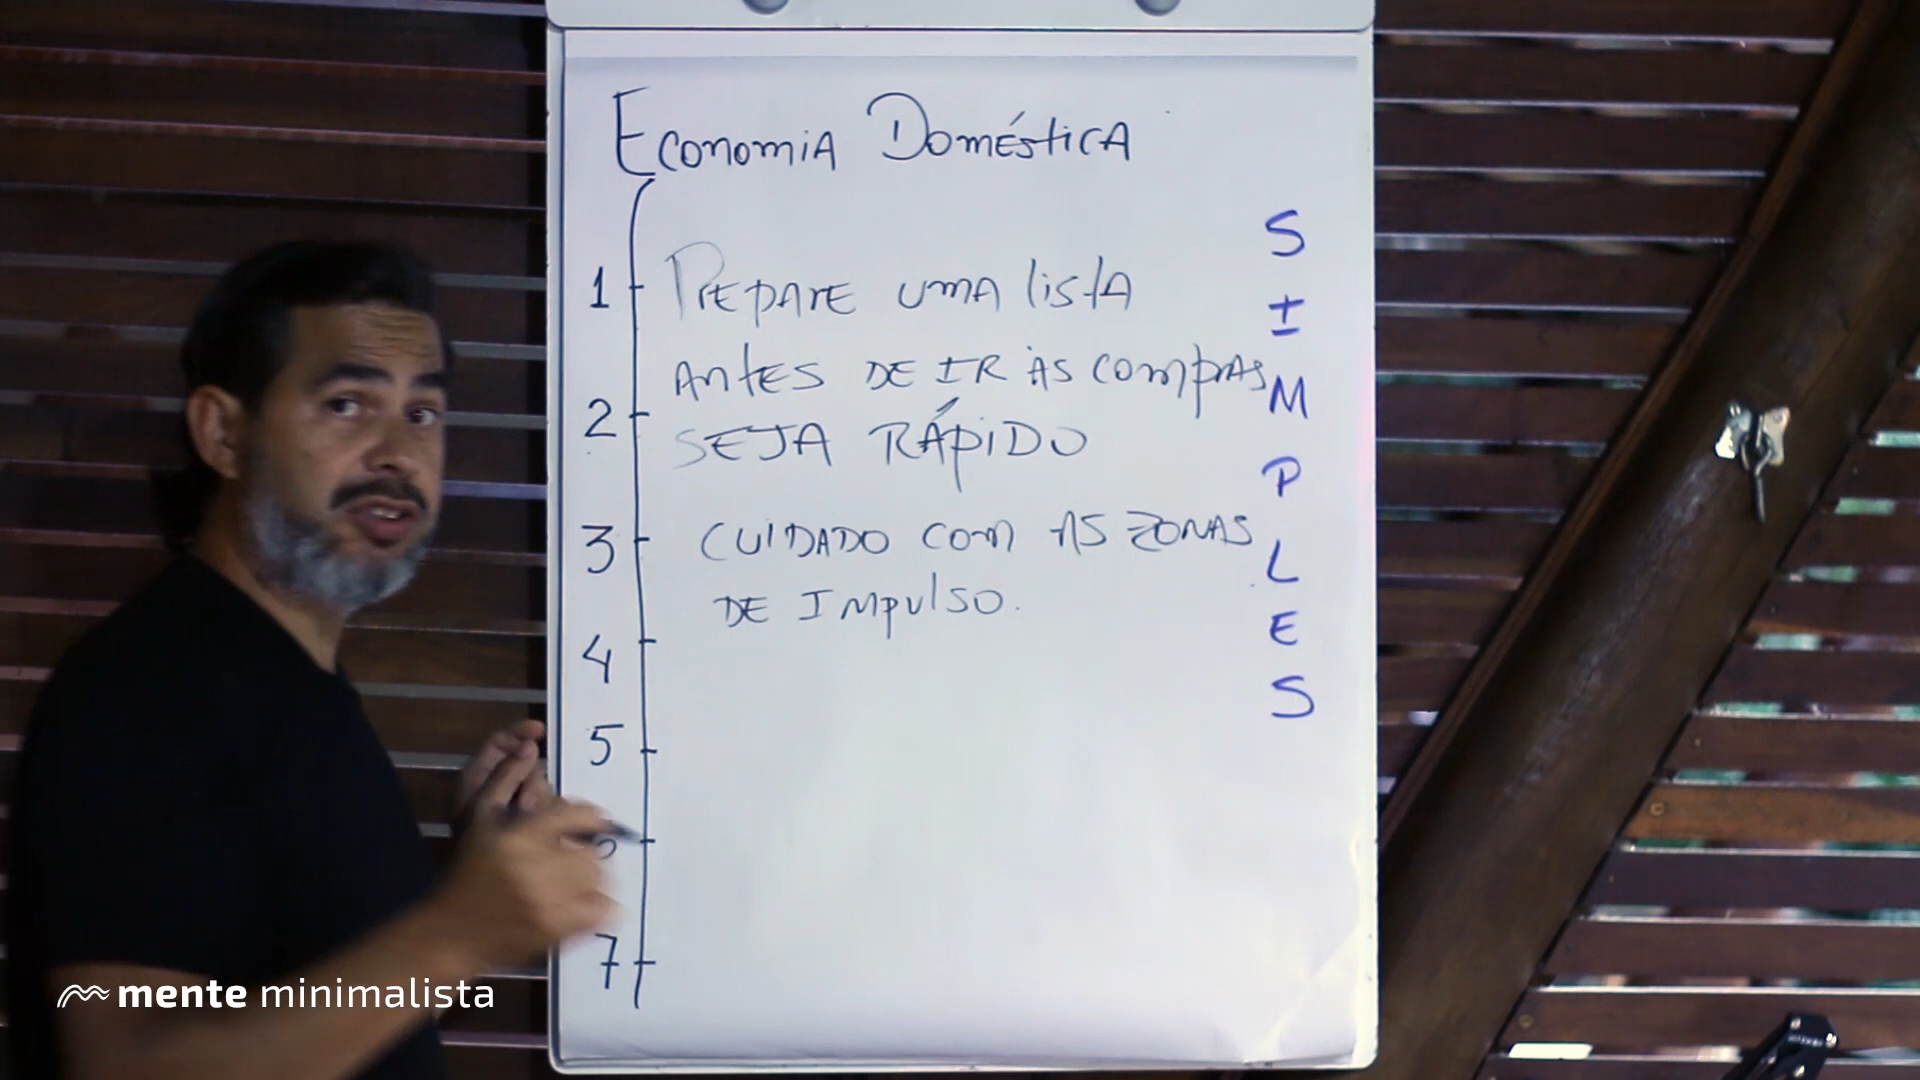 Economia Doméstica
1 Prepare uma lista
antes de ir às compras
2 Seja rápido
3 Cuidado com as zonas
de impulso.
4
5
7
S
I
M
P
L
E
S
mente minimalista